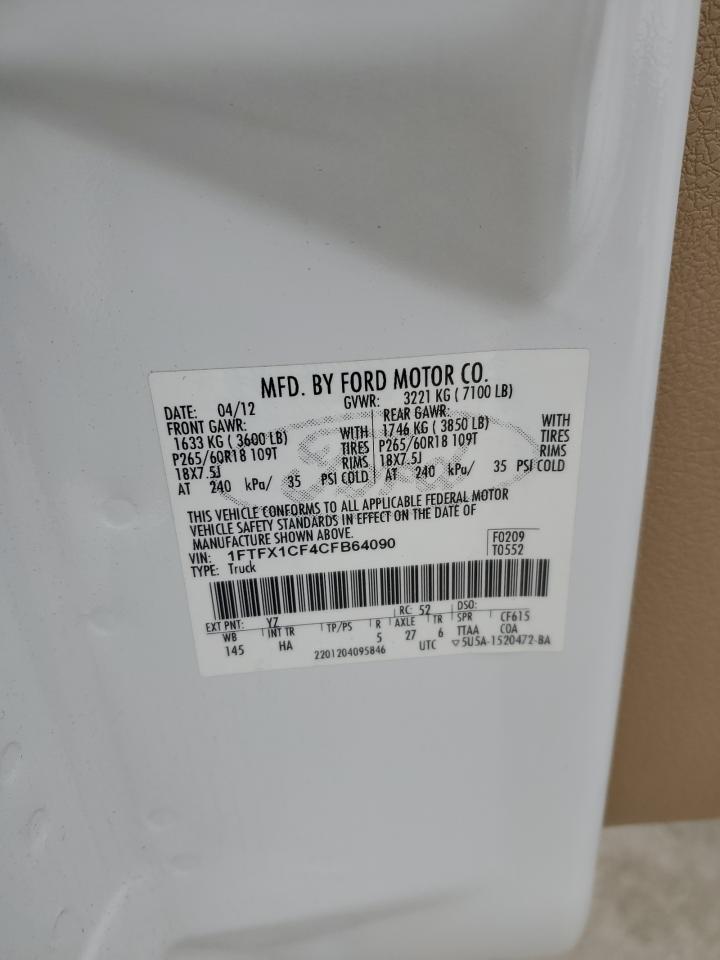 MFD. BY FORD MOTOR CO.
DATE: 04/12 GVWR: 3221 KG ( 7100 LB)
FRONT GAWR: REAR GAWR:
1633 KG ( 3600 LB) WITH 1746 KG ( 3850 LB) WITH
P265/60R18 109T TIRES P265/60R18 109T TIRES
18X7.5J RIMS 18X7.5J RIMS
AT 240 kPa/ 35 PSI COLD AT 240 kPa/ 35 PSI COLD
Ford
THIS VEHICLE CONFORMS TO ALL APPLICABLE FEDERAL MOTOR
VEHICLE SAFETY STANDARDS IN EFFECT ON THE DATE OF
MANUFACTURE SHOWN ABOVE.
VIN: 1FTFX1CF4CFB64090 F0209
TYPE: Truck T0552
EXT PNT: YZ RC: 52 DSO:
WB INT TR TP/PS R AXLE TR SPR CF615
145 HA 5 27 6 TTAA COA
2201204095846 UTC ▽5U5A-1520472-BA